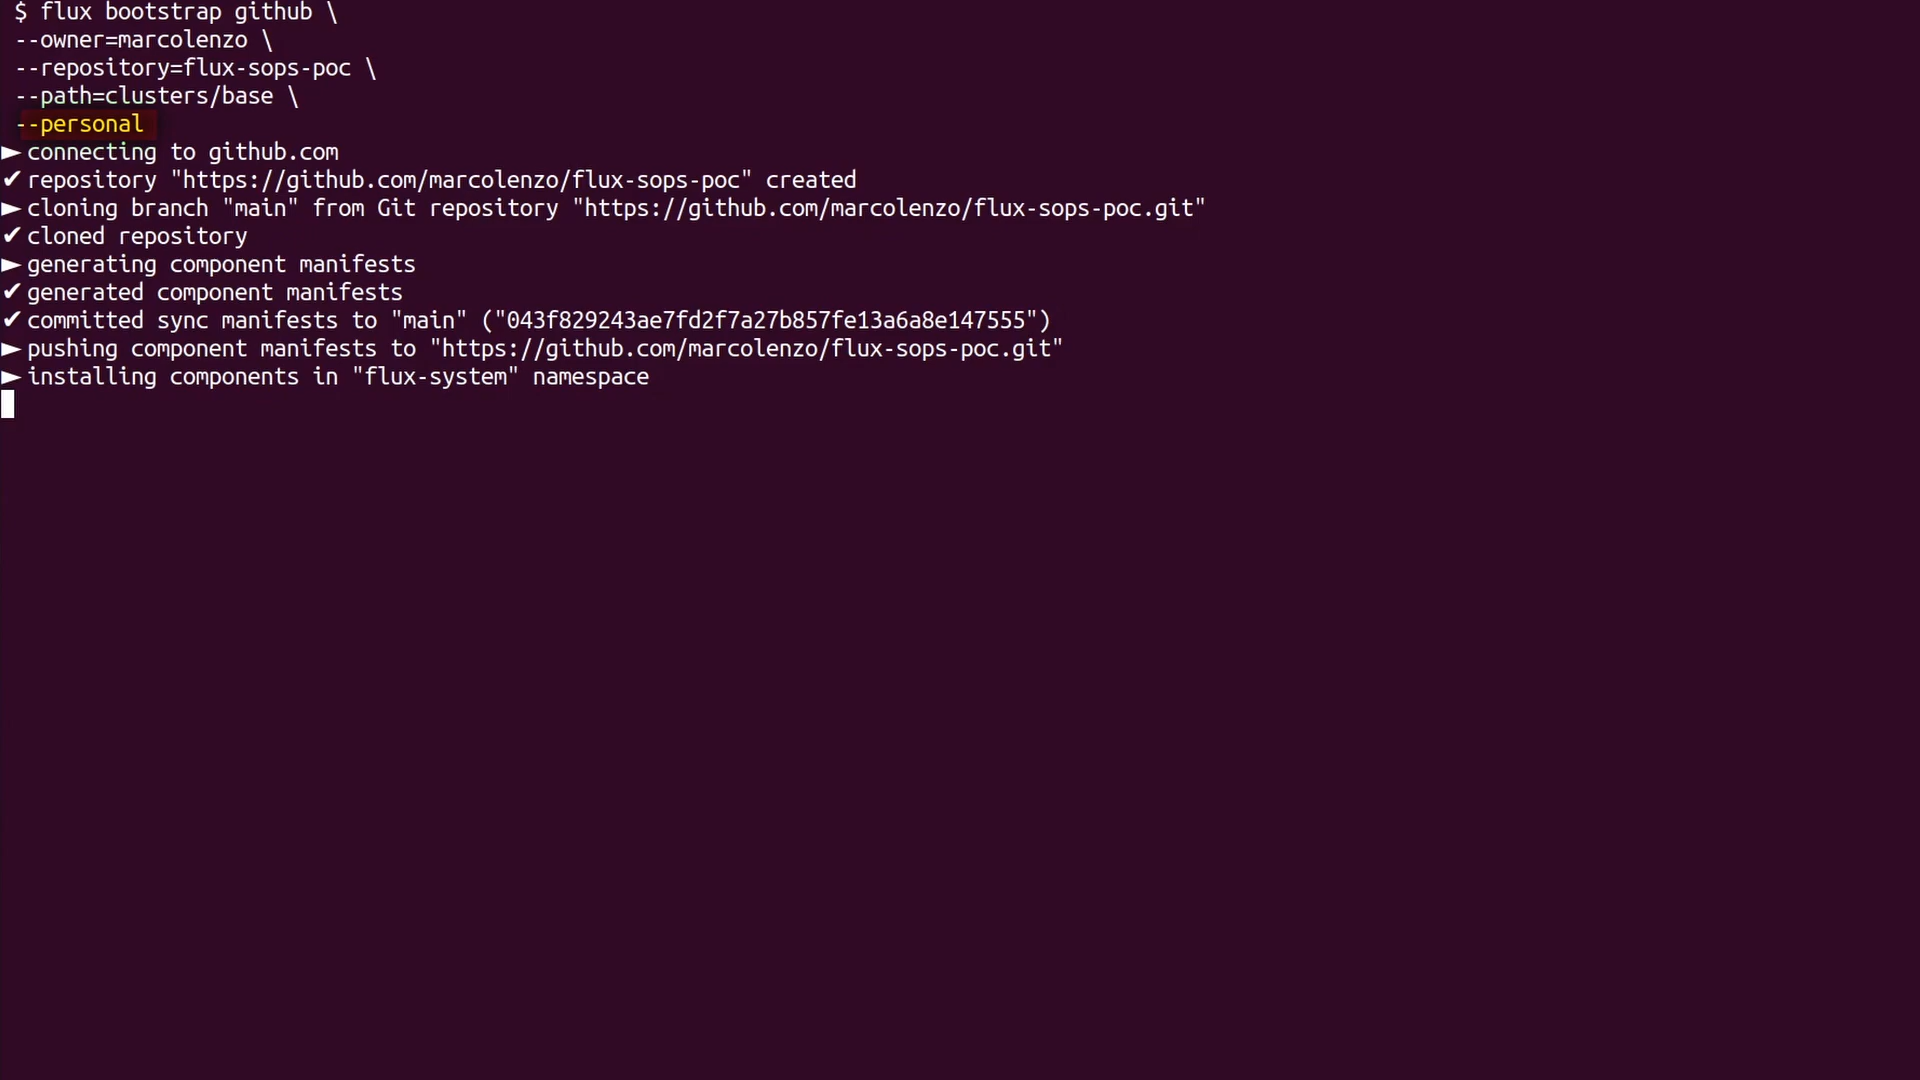 $ flux bootstrap github \
--owner=marcolenzo \
--repository=flux-sops-poc \
--path=clusters/base \
--personal
► connecting to github.com
✔ repository "https://github.com/marcolenzo/flux-sops-poc" created
► cloning branch "main" from Git repository "https://github.com/marcolenzo/flux-sops-poc.git"
✔ cloned repository
► generating component manifests
✔ generated component manifests
✔ committed sync manifests to "main" ("043f829243ae7fd2f7a27b857fe13a6a8e147555")
► pushing component manifests to "https://github.com/marcolenzo/flux-sops-poc.git"
► installing components in "flux-system" namespace